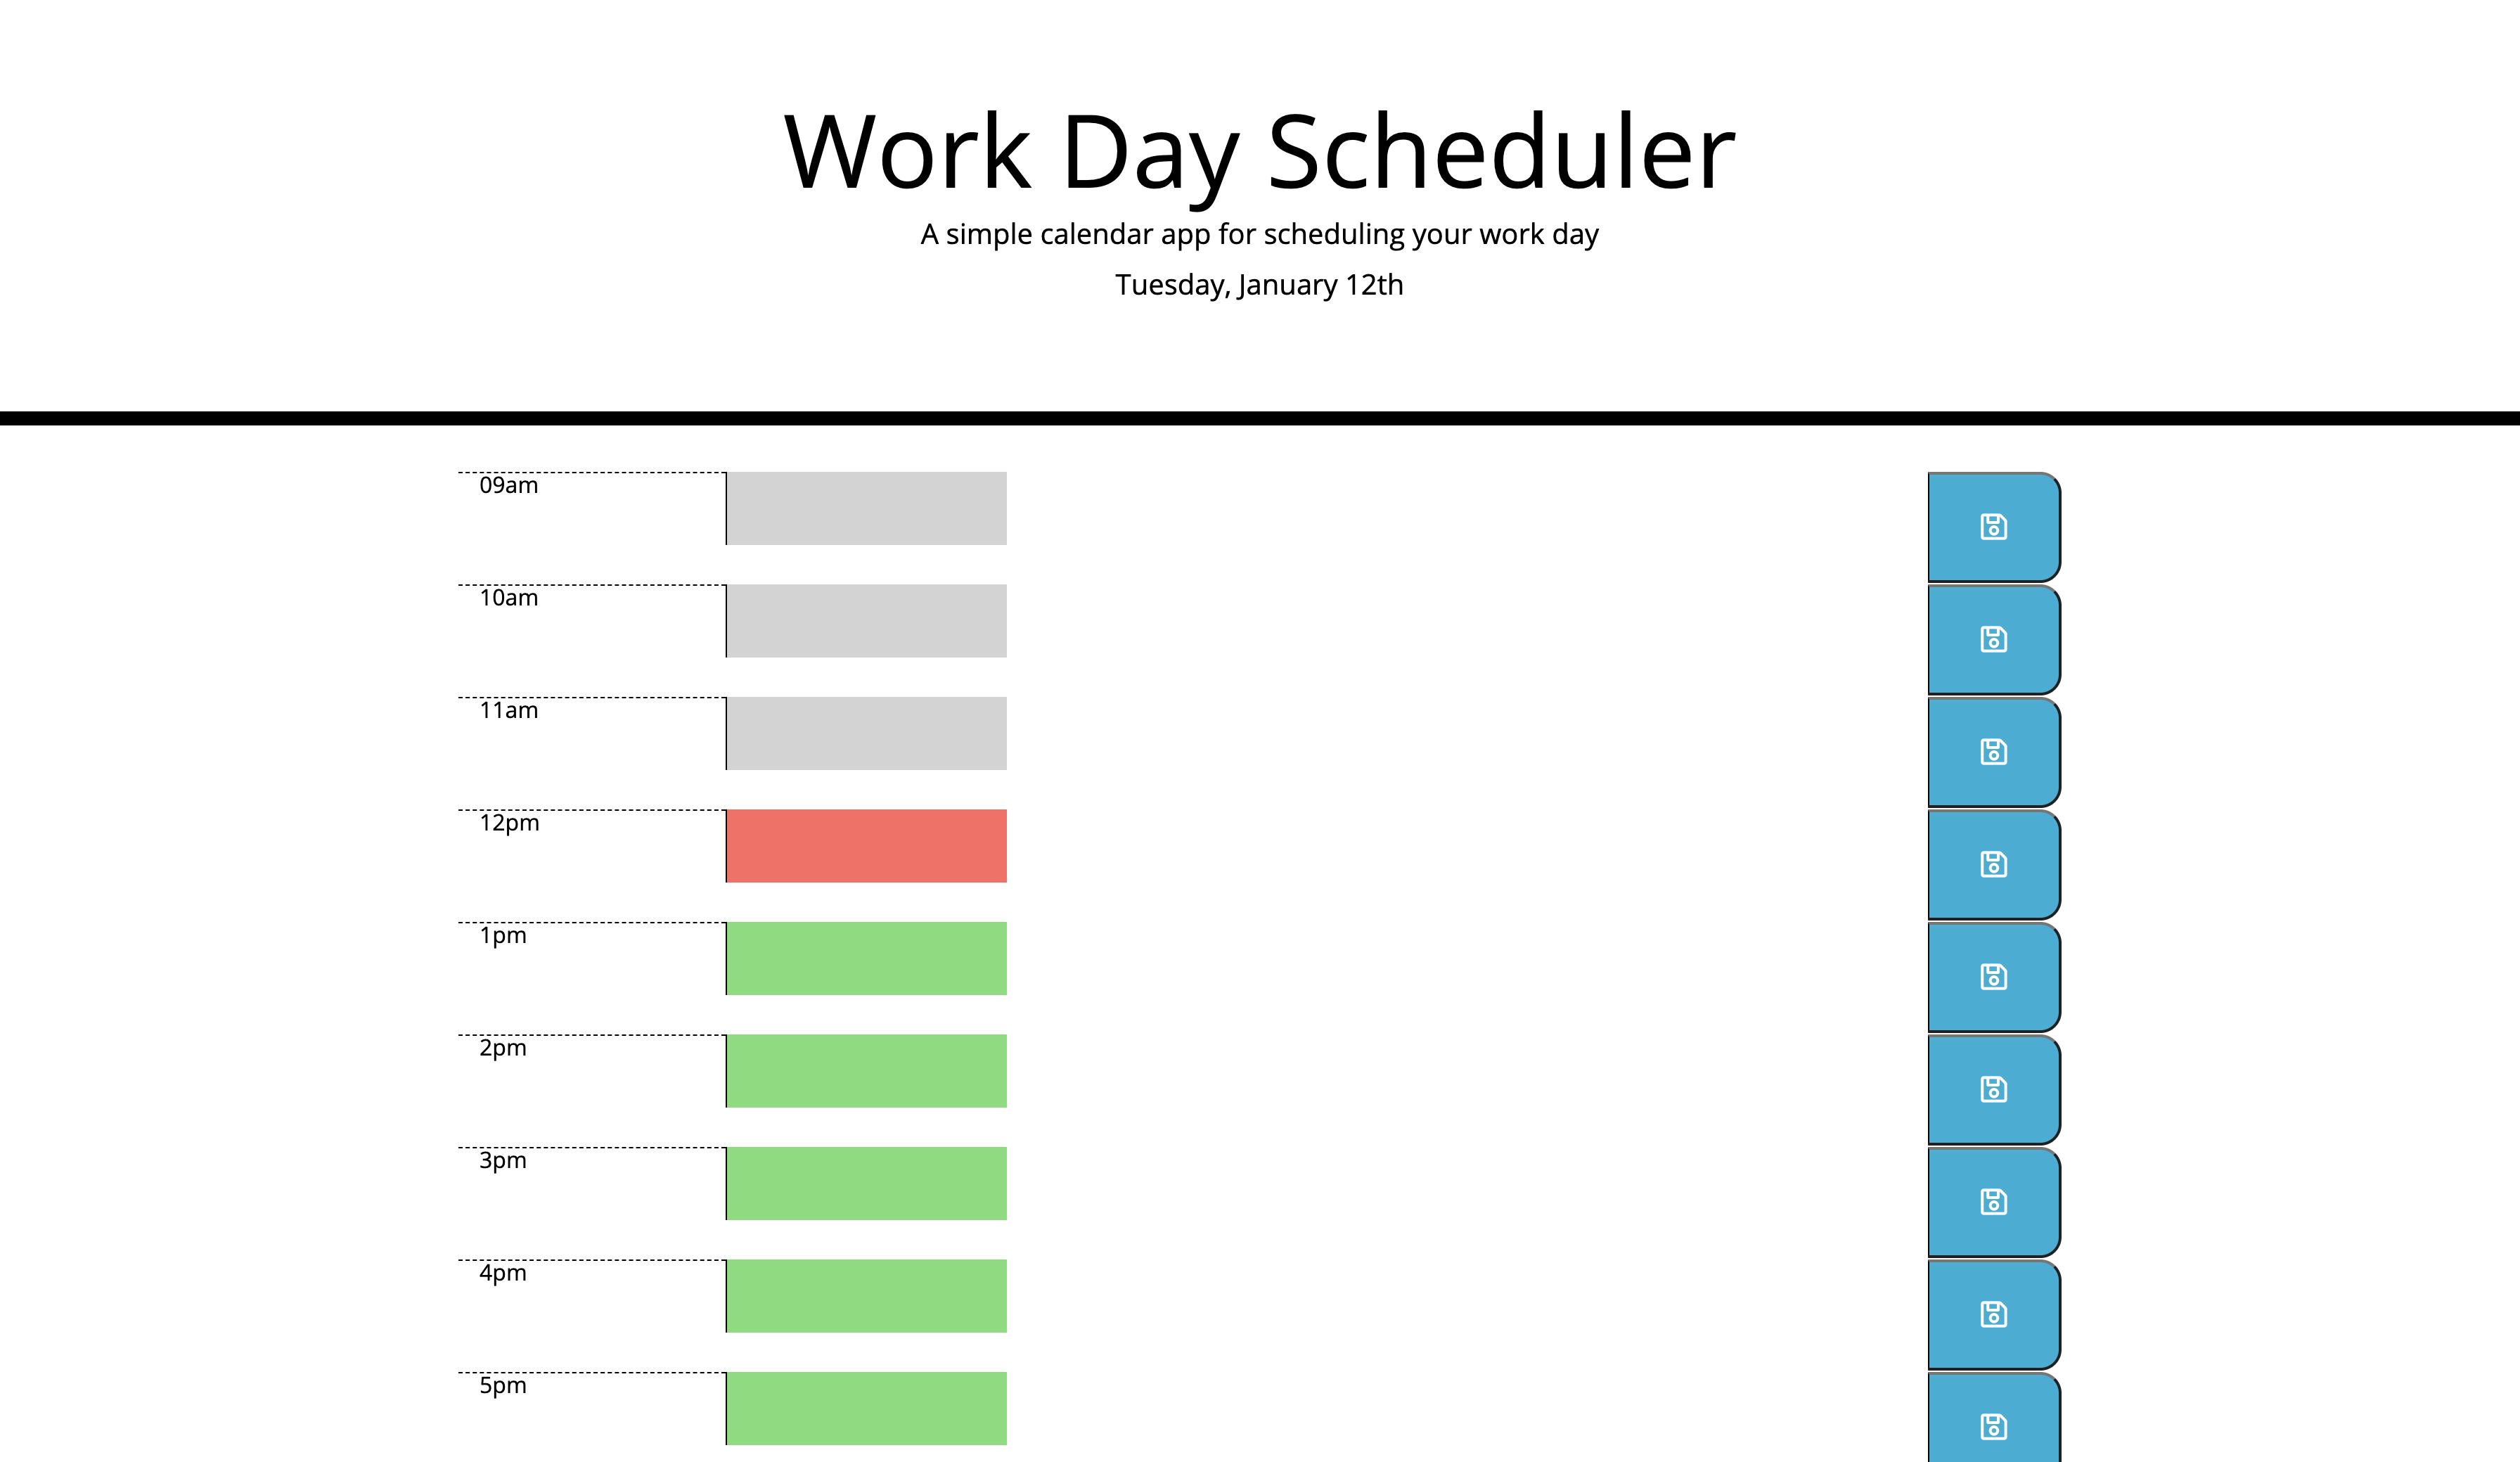 Work Day Scheduler
A simple calendar app for scheduling your work day
Tuesday, January 12th
09am
10am
11am
12pm
1pm
2pm
3pm
4pm
5pm